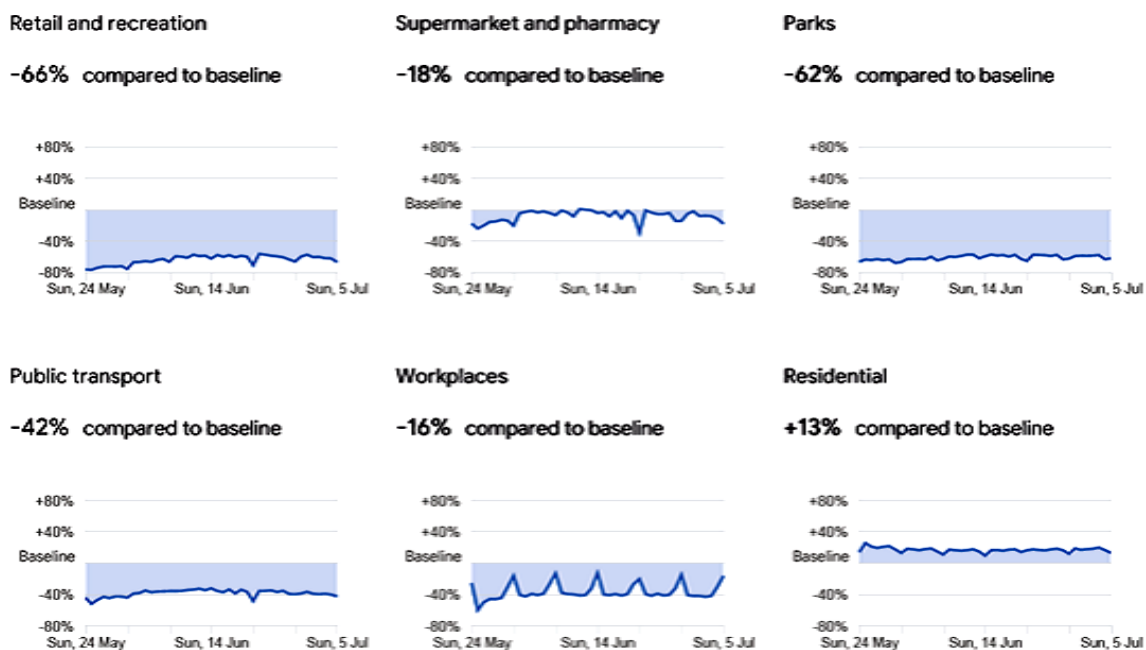 Retail and recreation
-66% compared to baseline
+80%
+40%
Baseline
-40%
-80%
Sun, 24 May Sun, 14 Jun Sun, 5 Jul
Supermarket and pharmacy
-18% compared to baseline
+80%
+40%
Baseline
-40%
-80%
Sun, 24 May Sun, 14 Jun Sun, 5 Jul
Parks
-62% compared to baseline
+80%
+40%
Baseline
-40%
-80%
Sun, 24 May Sun, 14 Jun Sun, 5 Jul
Public transport
-42% compared to baseline
+80%
+40%
Baseline
-40%
-80%
Sun, 24 May Sun, 14 Jun Sun, 5 Jul
Workplaces
-16% compared to baseline
+80%
+40%
Baseline
-40%
-80%
Sun, 24 May Sun, 14 Jun Sun, 5 Jul
Residential
+13% compared to baseline
+80%
+40%
Baseline
-40%
-80%
Sun, 24 May Sun, 14 Jun Sun, 5 Jul